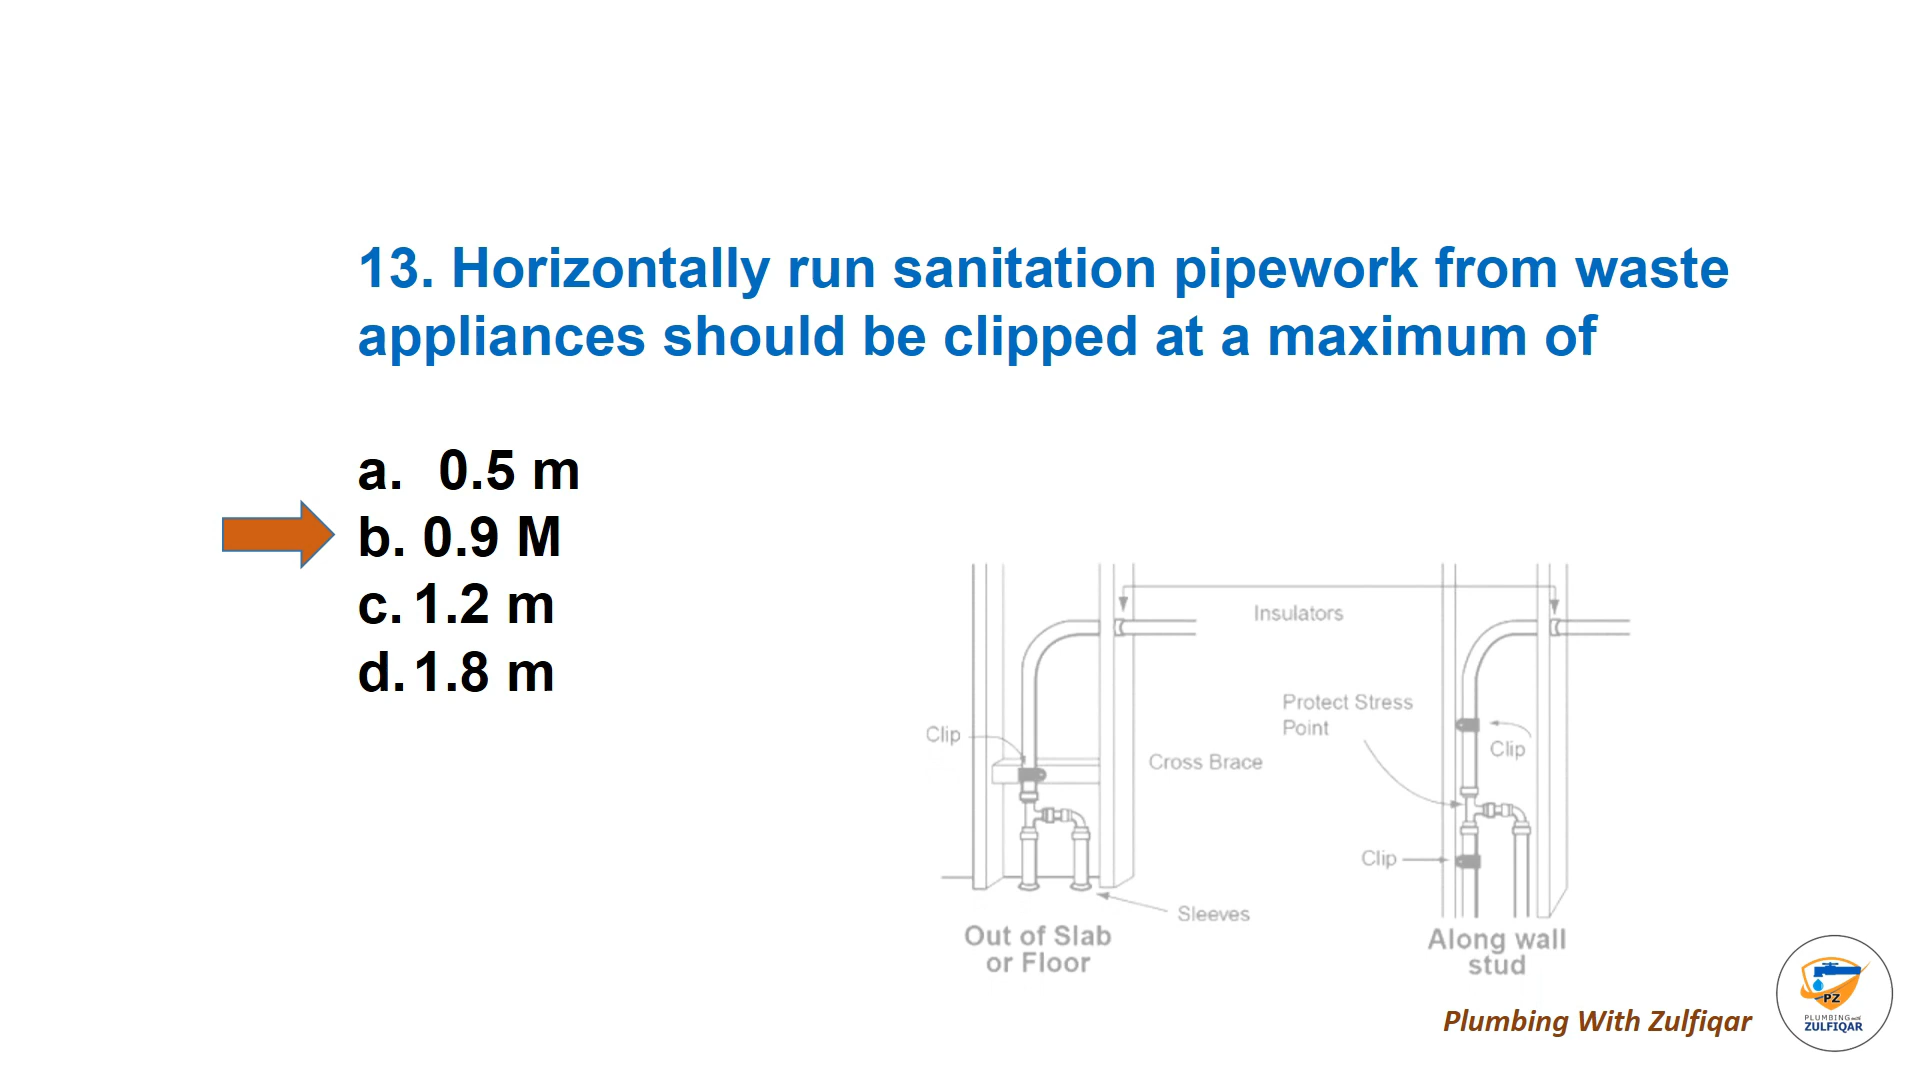 13. Horizontally run sanitation pipework from waste
appliances should be clipped at a maximum of
a. 0.5 m
b. 0.9 M
c. 1.2 m
d. 1.8 m
Insulators
Protect Stress
Point
Clip
Clip
Cross Brace
Clip
Sleeves
Out of Slab
or Floor
Along wall
stud
Plumbing With Zulfiqar
PZ
PLUMBING with
ZULFIQAR